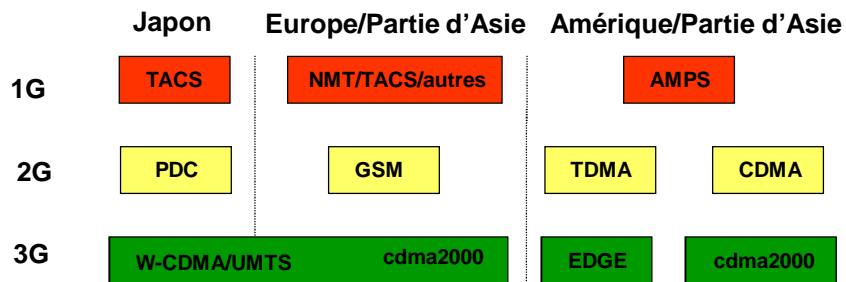 Japon Europe/Partie d'Asie Amérique/Partie d'Asie
1G TACS NMT/TACS/autres AMPS
2G PDC GSM TDMA CDMA
3G W-CDMA/UMTS cdma2000 EDGE cdma2000